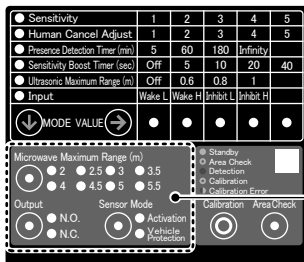 Sensitivity 1 2 3 4 5
Human Cancel Adjust 1 2 3 4 5
Presence Detection Timer (min) 5 60 180 Infinity
Sensitivity Boost Timer (sec) Off 5 10 20 40
Ultrasonic Maximum Range (m) Off 0.6 0.8 1
Input Wake L Wake H Inhibit L Inhibit H
MODE VALUE
Microwave Maximum Range (m)
2 2.5 3 3.5
4 4.5 5 5.5
Output Sensor Mode
N.O. Activation
N.C. Vehicle
Protection
Standby
Area Check
Detection
Calibration
Calibration Error
Calibration Area Check